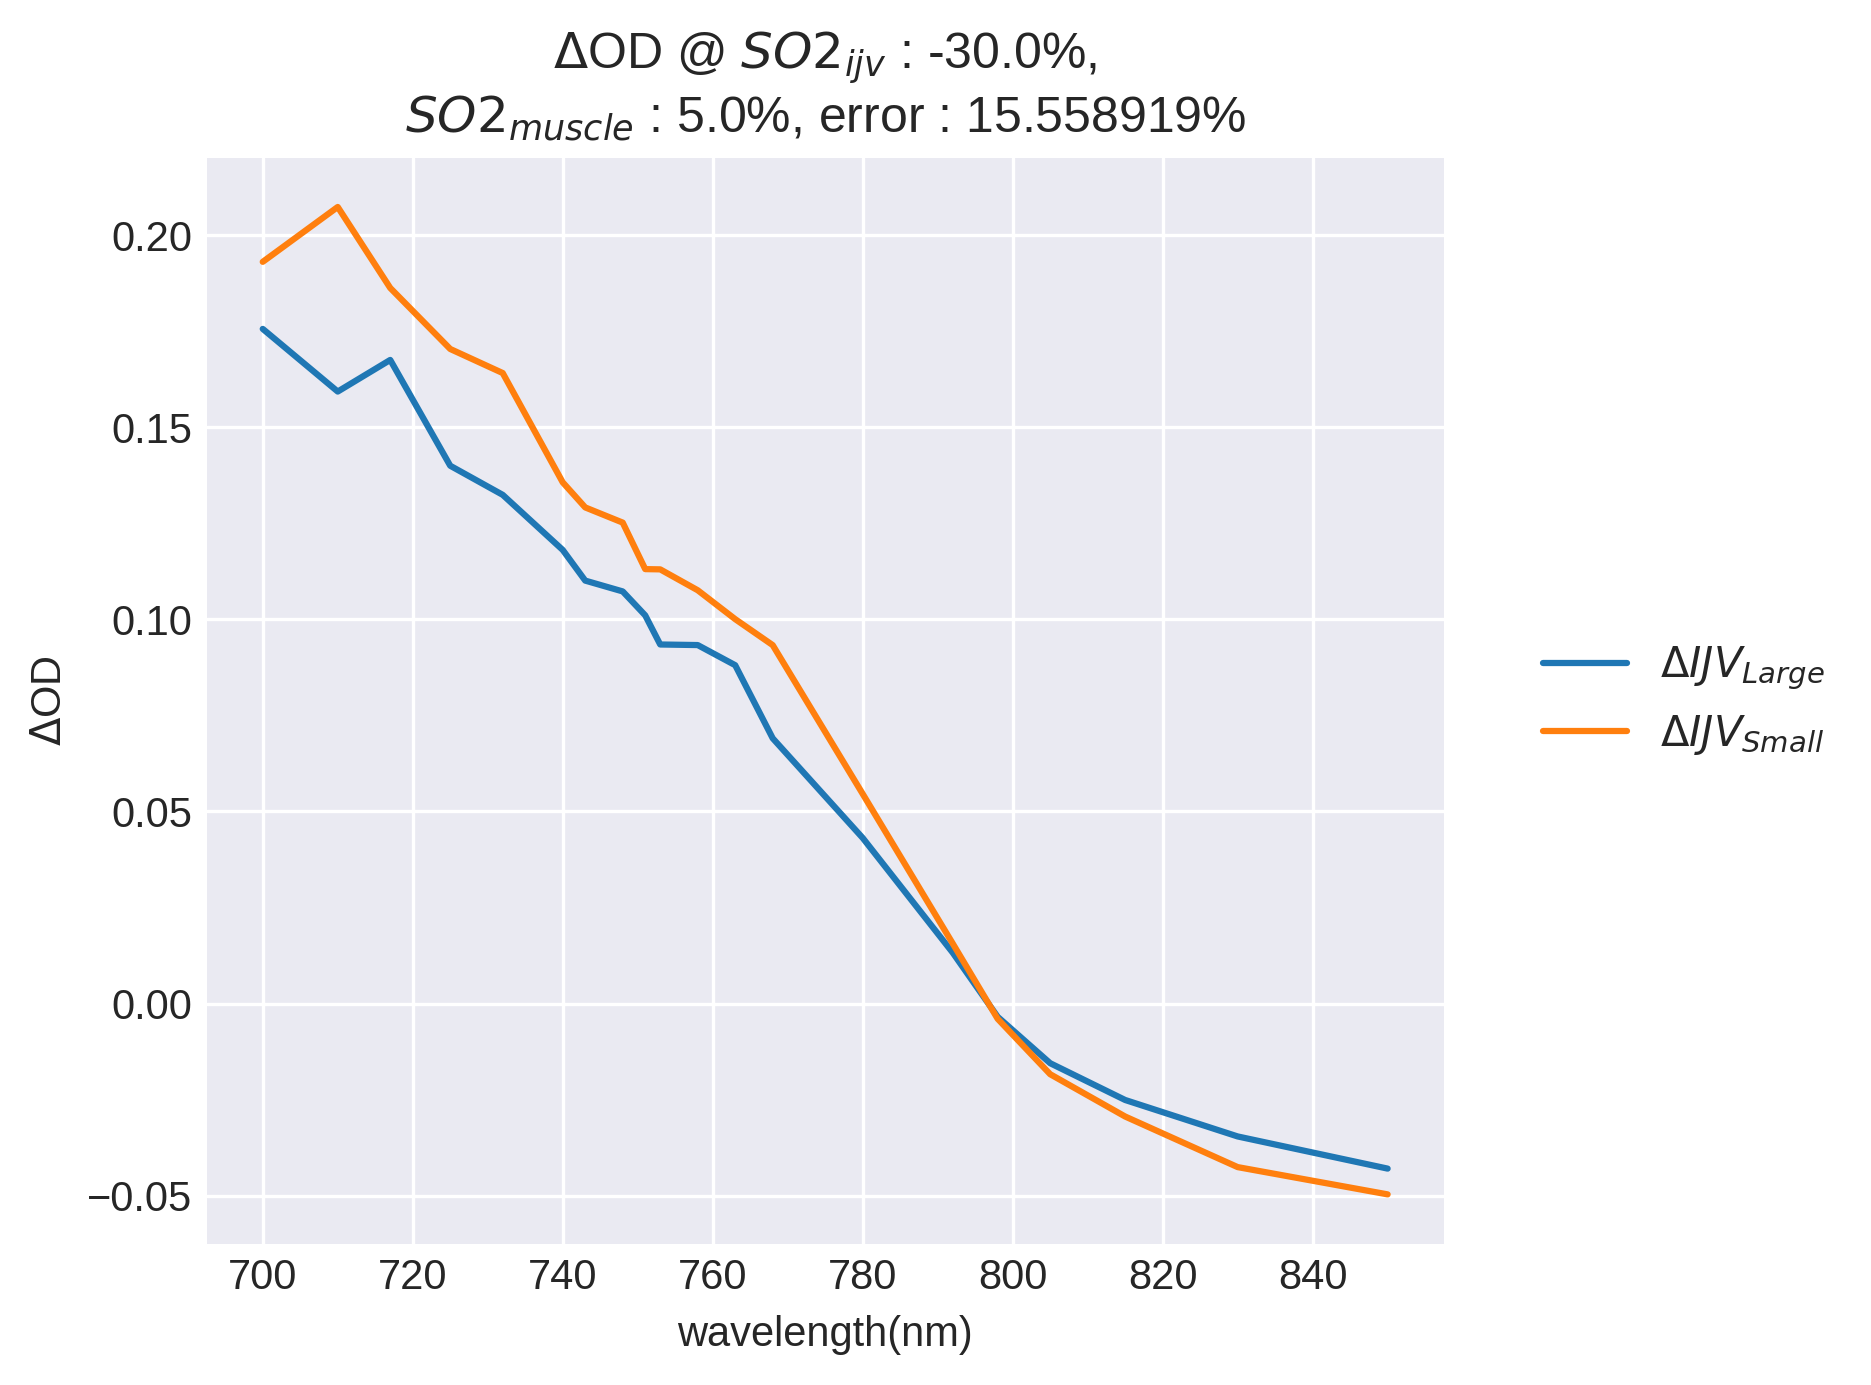 ΔOD @ SO2ijv : -30.0%,
SO2muscle : 5.0%, error : 15.558919%
0.20
0.15
0.10
0.05
0.00
−0.05
ΔOD
700 720 740 760 780 800 820 840
wavelength(nm)
ΔIJVLarge
ΔIJVSmall